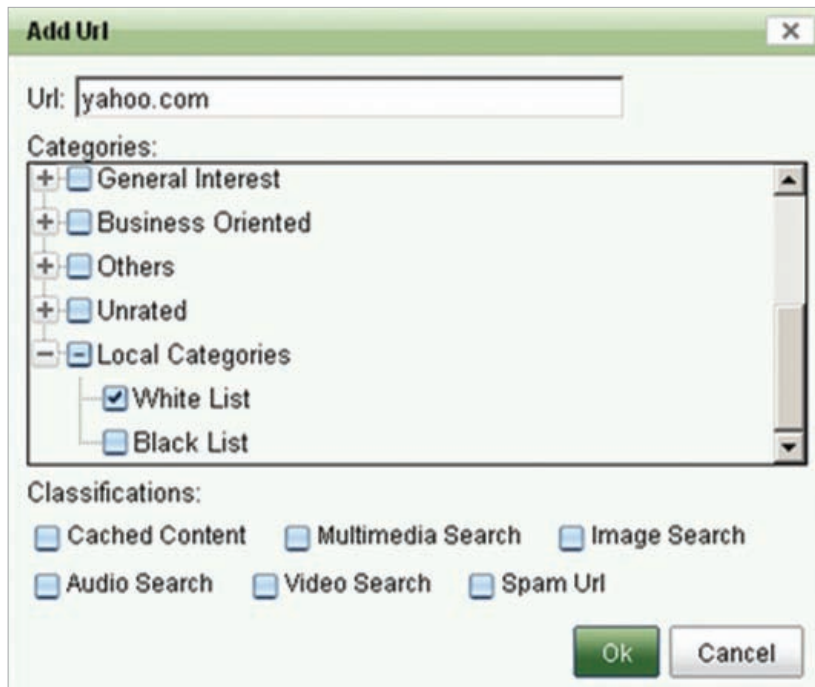 Add Url
Url: yahoo.com
Categories:
General Interest
Business Oriented
Others
Unrated
Local Categories
White List
Black List
Classifications:
Cached Content Multimedia Search Image Search
Audio Search Video Search Spam Url
Ok Cancel